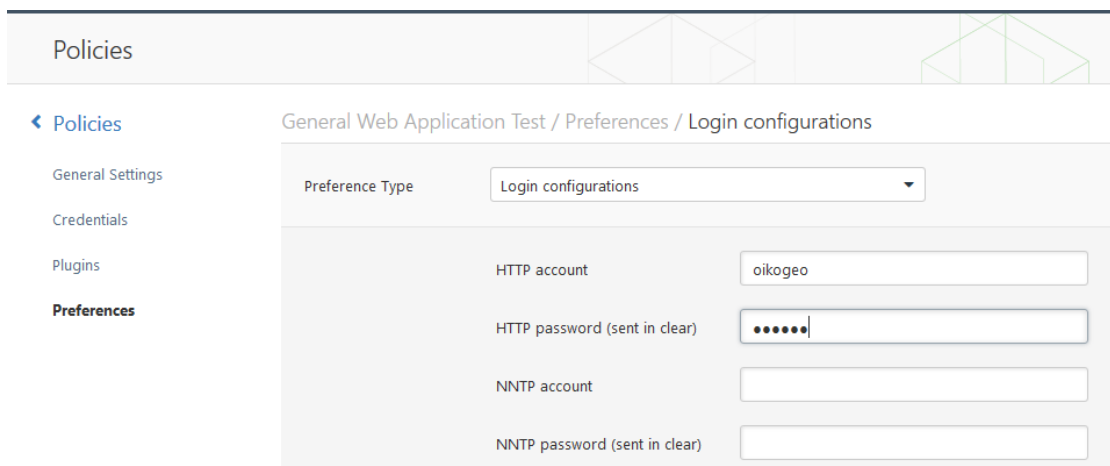 Policies
Policies
General Settings
Credentials
Plugins
Preferences
General Web Application Test / Preferences / Login configurations
Preference Type
Login configurations
HTTP account
oikogeo
HTTP password (sent in clear)
●●●●●●
NNTP account
NNTP password (sent in clear)